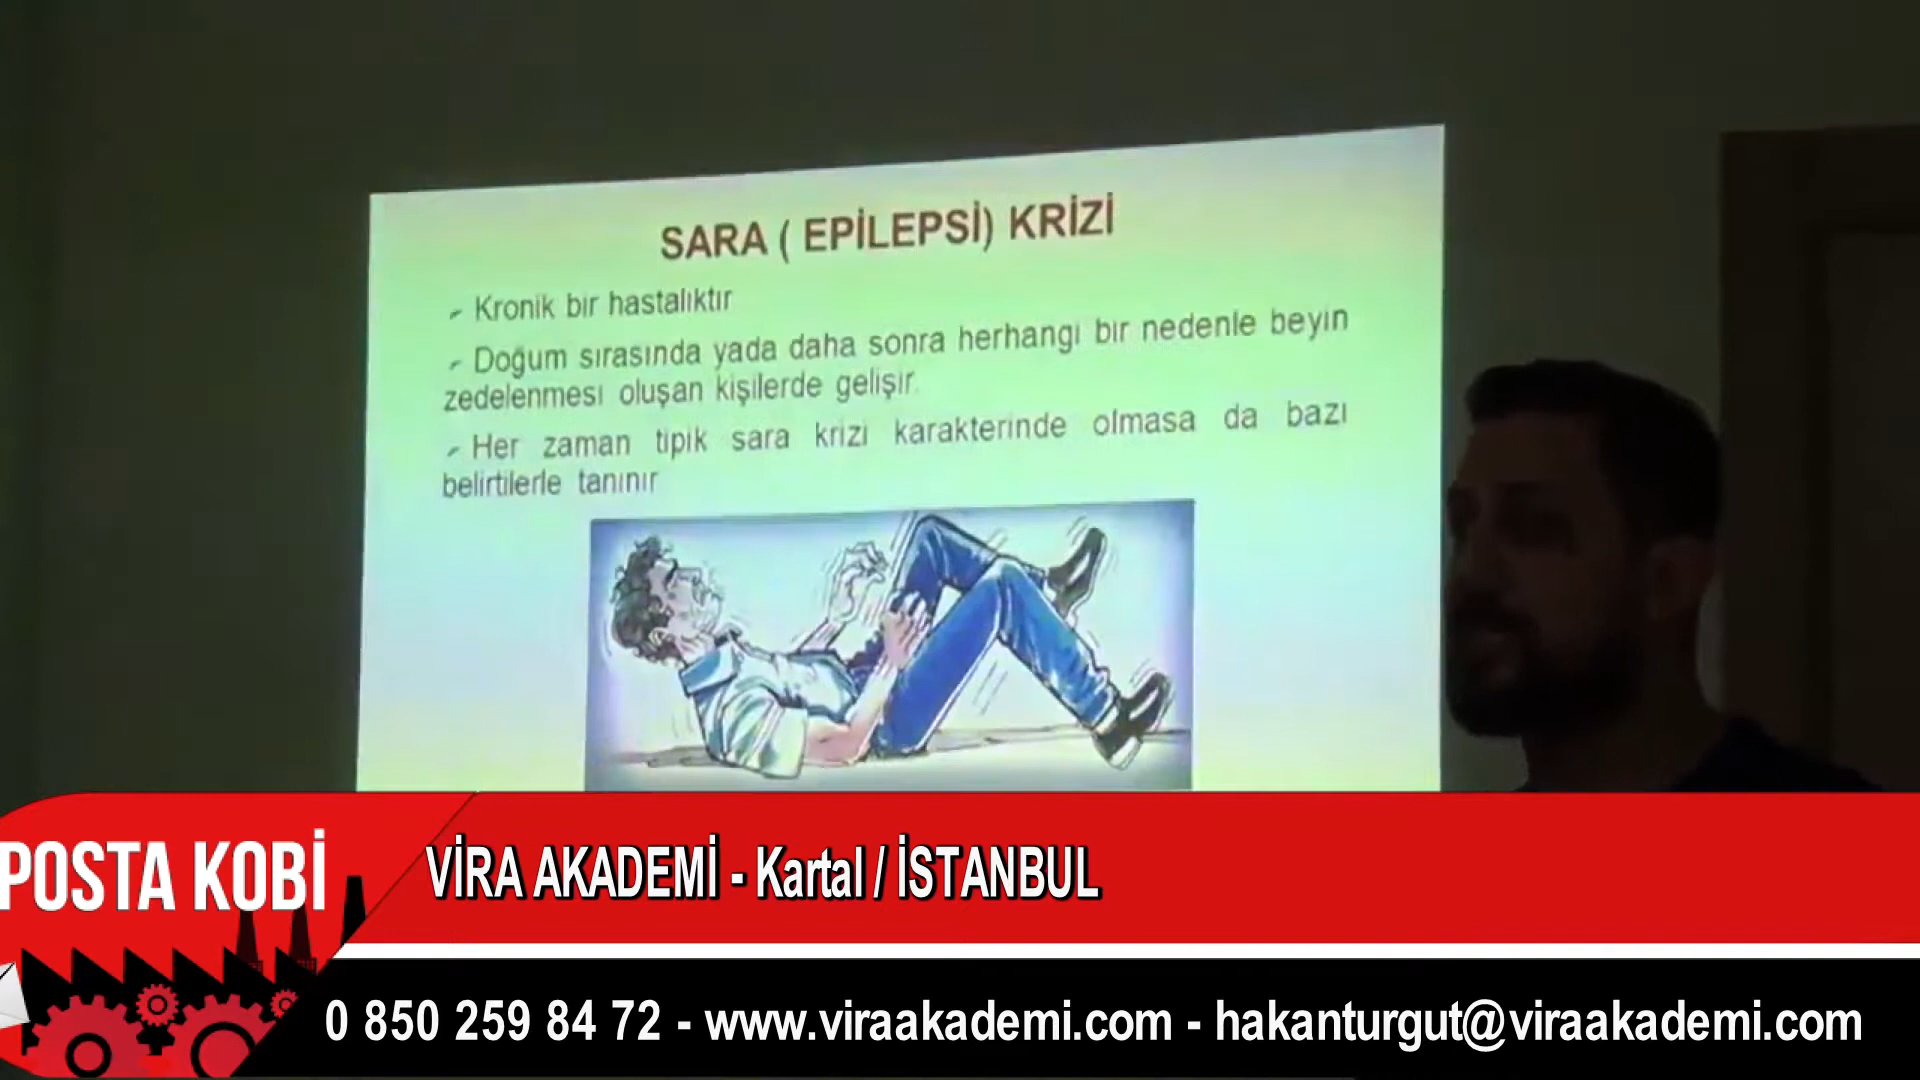 SARA ( EPİLEPSİ) KRİZİ
Kronik bir hastalıktır
Doğum sırasında yada daha sonra herhangi bir nedenle beyin
zedelenmesi oluşan kişilerde gelişir.
Her zaman tipik sara krizi karakterinde olmasa da bazı
belirtilerle tanınır
POSTA KOBİ
VİRA AKADEMİ - Kartal / İSTANBUL
0 850 259 84 72 - www.viraakademi.com - hakanturgut@viraakademi.com